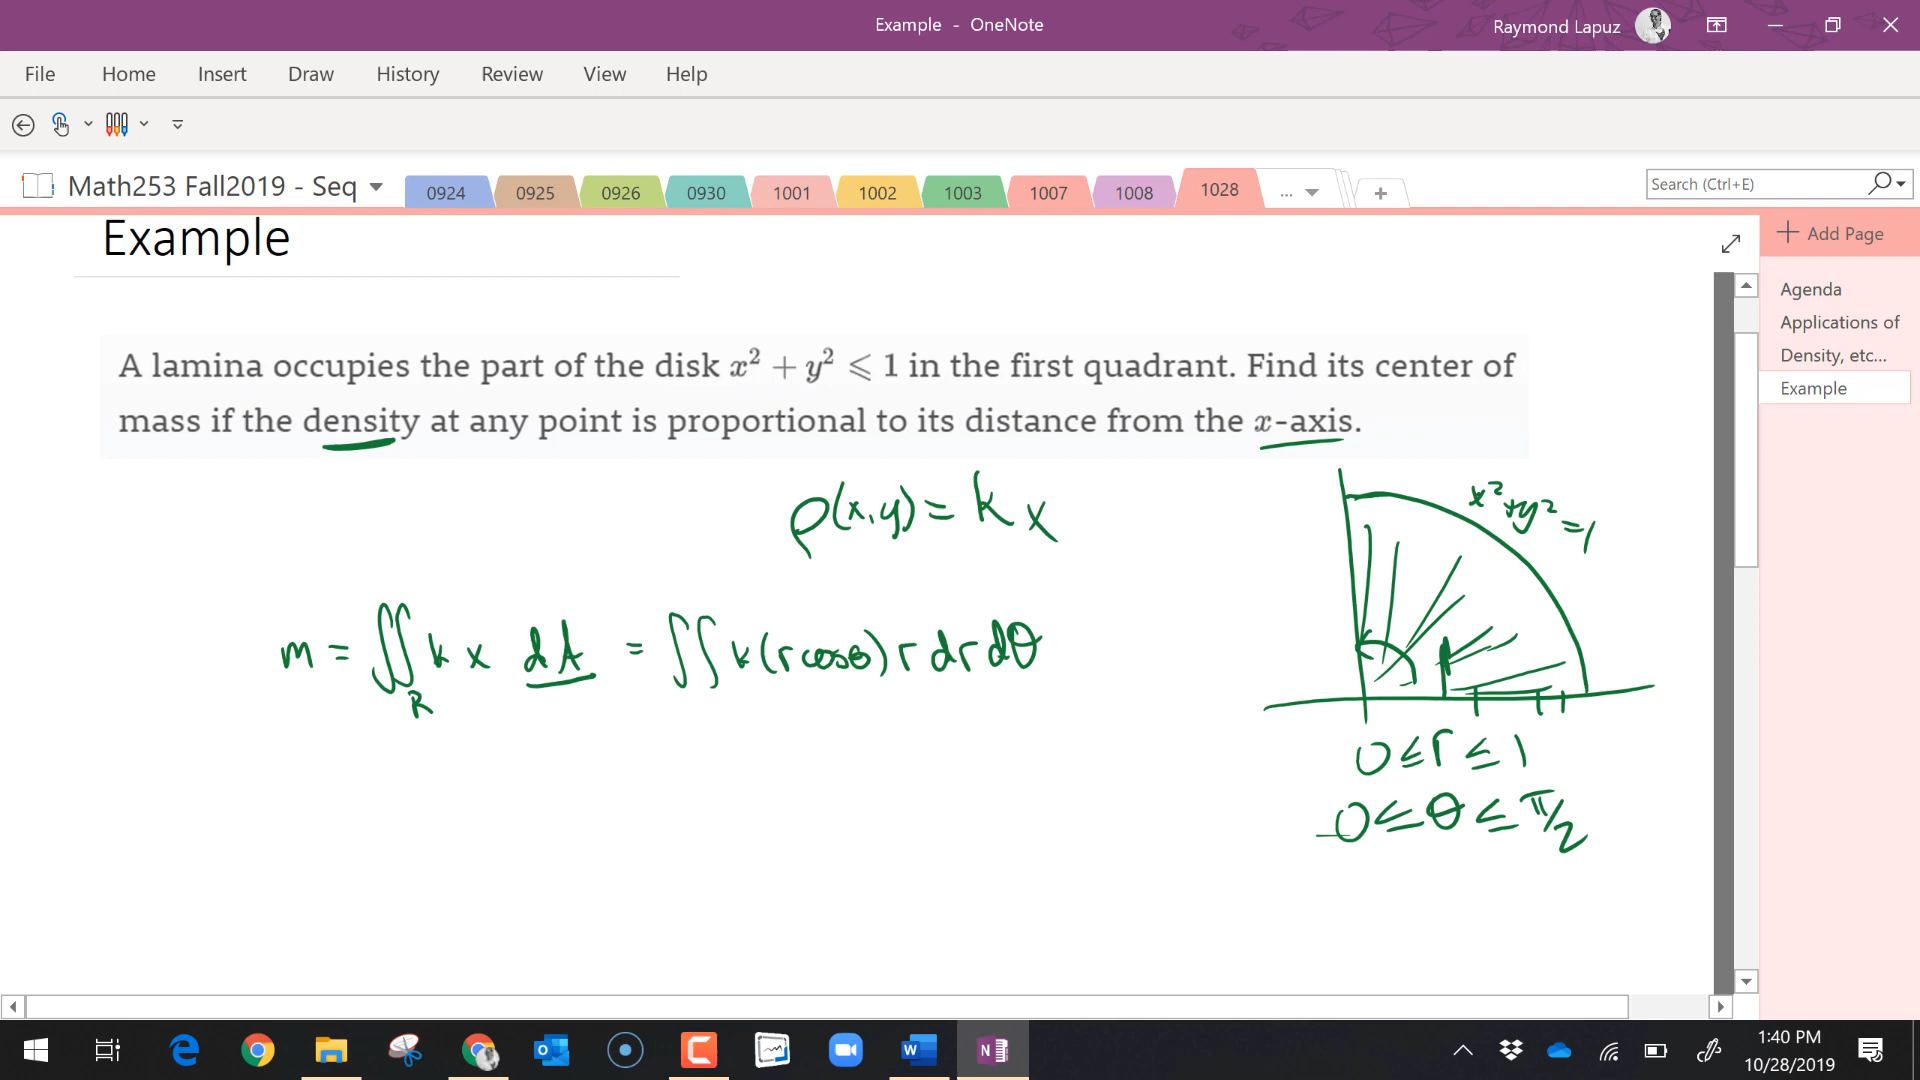 Example - OneNote
Raymond Lapuz
File Home Insert Draw History Review View Help
Math253 Fall2019 - Seq
0924 0925 0926 0930 1001 1002 1003 1007 1008 1028 ... +
Search (Ctrl+E)
Example
Add Page
Agenda
Applications of
Density, etc...
Example
A lamina occupies the part of the disk x² + y² ⩽ 1 in the first quadrant. Find its center of
mass if the density at any point is proportional to its distance from the x-axis.
ρ(x,y) = k x
x² + y² = 1
m = ∬_R k x dA = ∬ k(r cosθ) r dr dθ
0 ≤ r ≤ 1
0 ≤ θ ≤ π/2
1:40 PM
10/28/2019